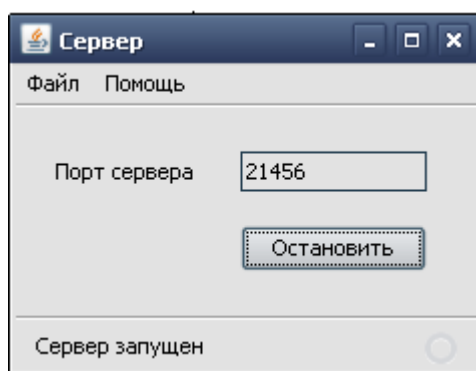 Сервер
Файл Помощь
Порт сервера 21456
Остановить
Сервер запущен